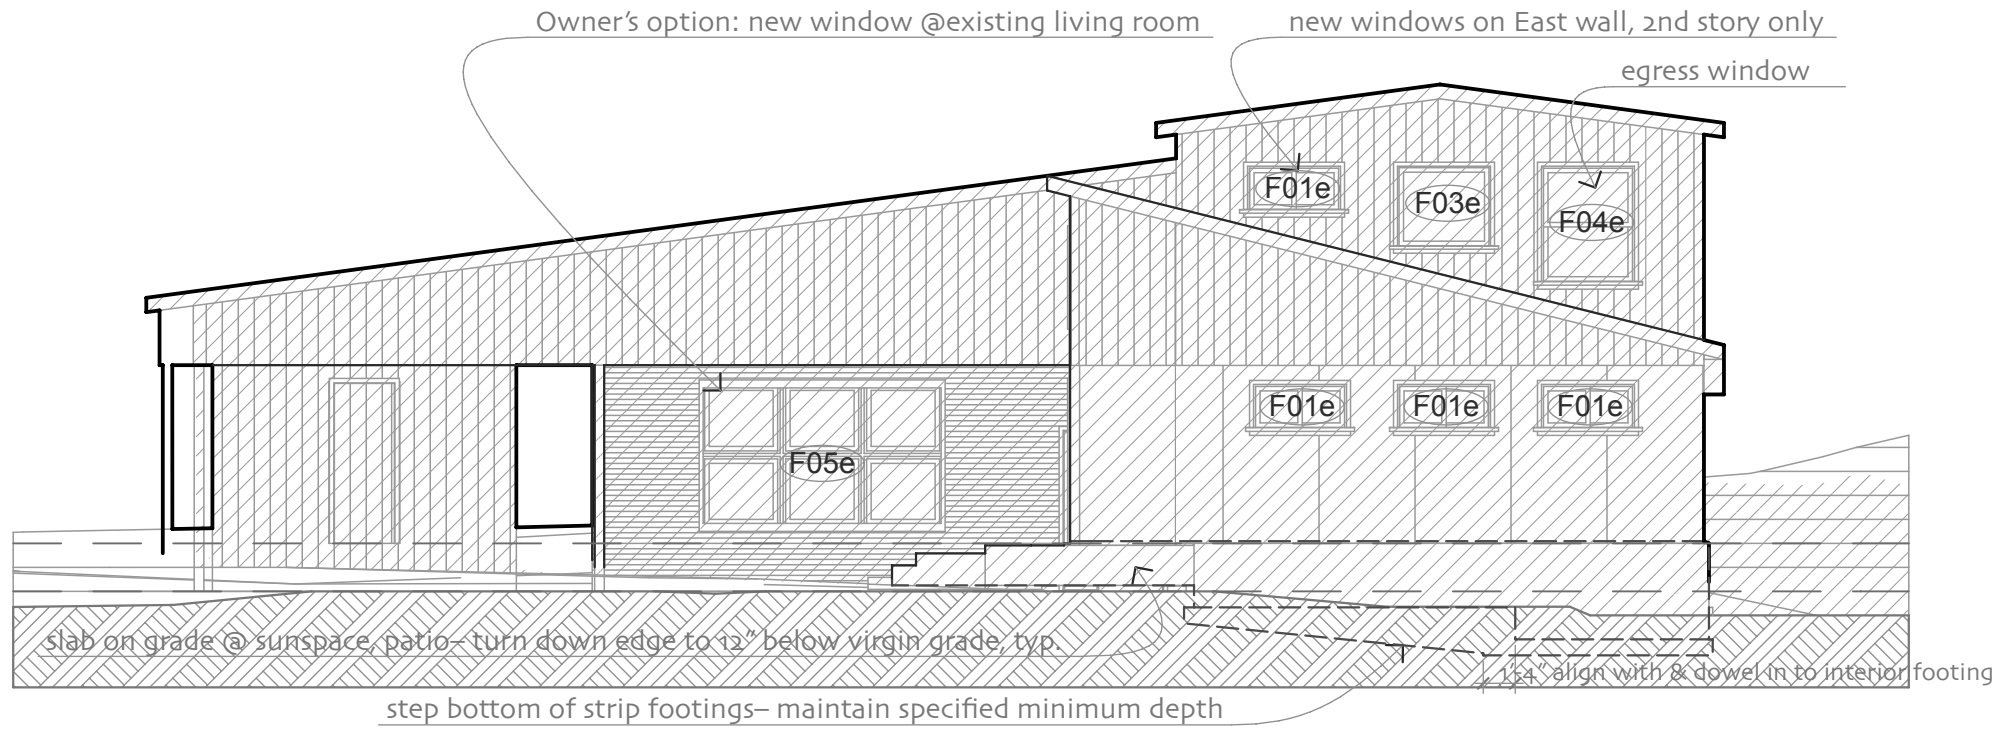 Owner's option: new window @existing living room
new windows on East wall, 2nd story only
egress window
F01e
F03e
F04e
F01e
F01e
F01e
F05e
slab on grade @ sunspace, patio– turn down edge to 12" below virgin grade, typ.
1'-4" align with & dowel in to interior footing
step bottom of strip footings– maintain specified minimum depth